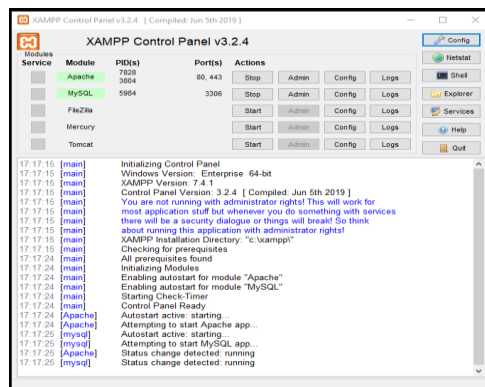 XAMPP Control Panel v3.2.4 [ Compiled: Jun 5th 2019 ]
XAMPP Control Panel v3.2.4
Config
Modules
Service Module PID(s) Port(s) Actions
Netstat
Apache 7828 3804 80, 443 Stop Admin Config Logs
Shell
MySQL 5984 3306 Stop Admin Config Logs
Explorer
FileZilla Start Admin Config Logs
Services
Mercury Start Admin Config Logs
Help
Tomcat Start Admin Config Logs
Quit
17:17:15 [main] Initializing Control Panel
17:17:15 [main] Windows Version: Enterprise 64-bit
17:17:15 [main] XAMPP Version: 7.4.1
17:17:15 [main] Control Panel Version: 3.2.4 [ Compiled: Jun 5th 2019 ]
17:17:15 [main] You are not running with administrator rights! This will work for
17:17:15 [main] most application stuff but whenever you do something with services
17:17:15 [main] there will be a security dialogue or things will break! So think
17:17:15 [main] about running this application with administrator rights!
17:17:15 [main] XAMPP Installation Directory: "c:\xampp\"
17:17:15 [main] Checking for prerequisites
17:17:24 [main] All prerequisites found
17:17:24 [main] Initializing Modules
17:17:24 [main] Enabling autostart for module "Apache"
17:17:24 [main] Enabling autostart for module "MySQL"
17:17:24 [main] Starting Check-Timer
17:17:24 [main] Control Panel Ready
17:17:24 [Apache] Autostart active: starting...
17:17:24 [Apache] Attempting to start Apache app...
17:17:25 [mysql] Autostart active: starting...
17:17:25 [mysql] Attempting to start MySQL app...
17:17:25 [Apache] Status change detected: running
17:17:25 [mysql] Status change detected: running